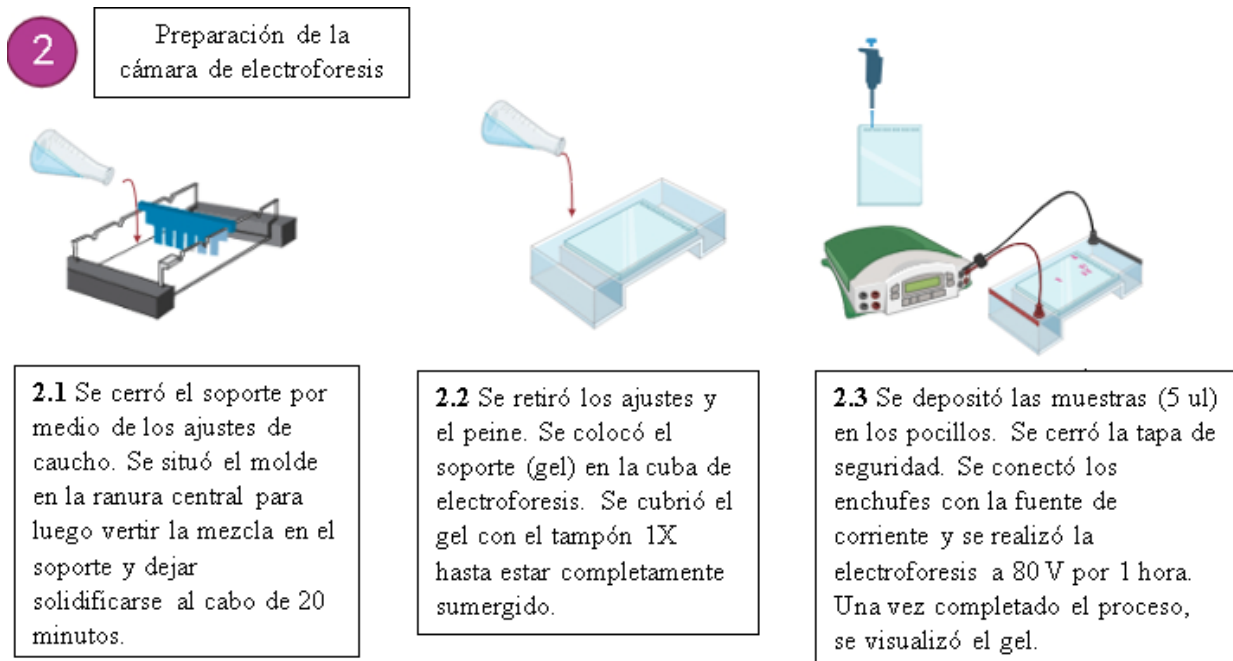 2
Preparación de la
cámara de electroforesis
2.1 Se cerró el soporte por
medio de los ajustes de
caucho. Se situó el molde
en la ranura central para
luego vertir la mezcla en el
soporte y dejar
solidificarse al cabo de 20
minutos.
2.2 Se retiró los ajustes y
el peine. Se colocó el
soporte (gel) en la cuba de
electroforesis. Se cubrió el
gel con el tampón 1X
hasta estar completamente
sumergido.
2.3 Se depositó las muestras (5 ul)
en los pocillos. Se cerró la tapa de
seguridad. Se conectó los
enchufes con la fuente de
corriente y se realizó la
electroforesis a 80 V por 1 hora.
Una vez completado el proceso,
se visualizó el gel.